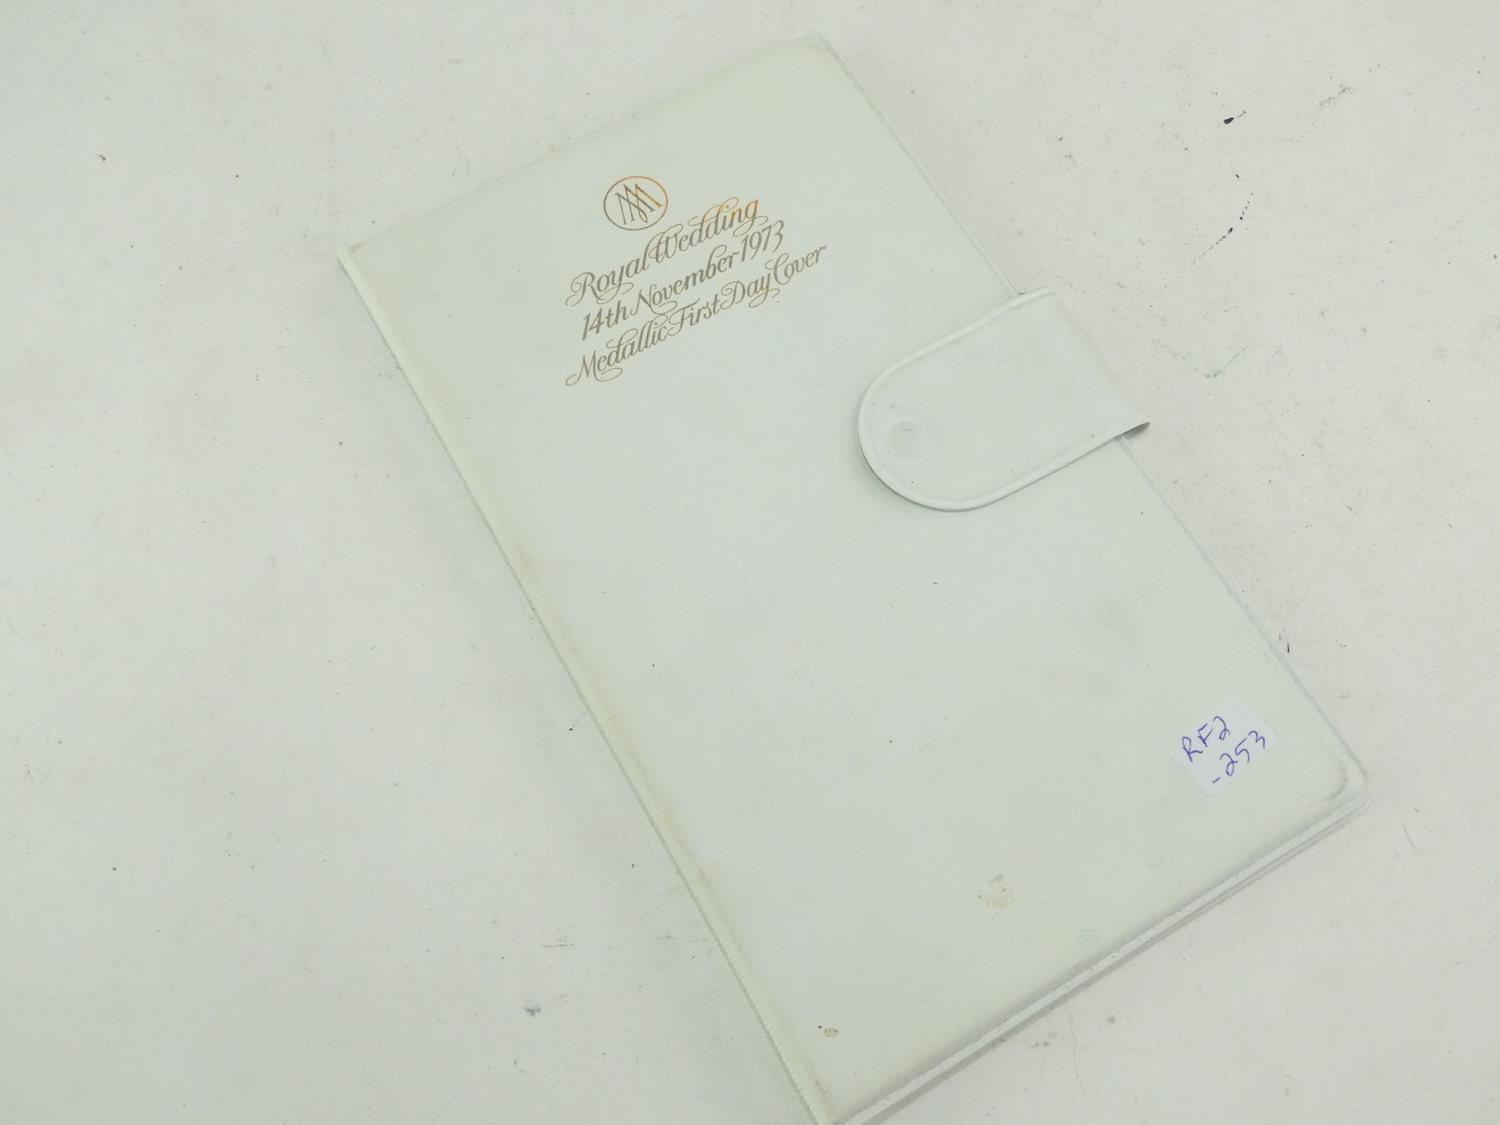 Royal Wedding
14th November 1973
Medallic First Day Cover
RF2
-253